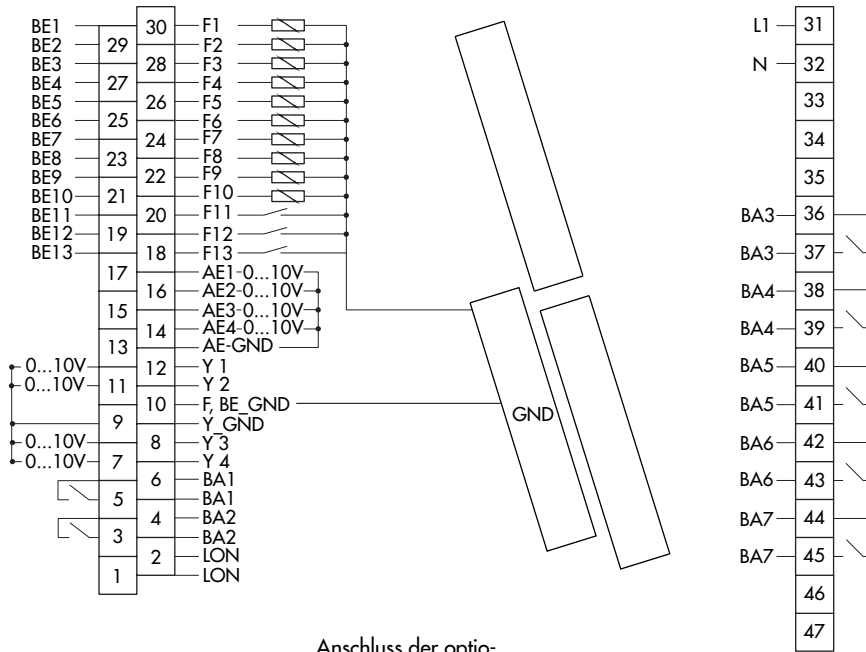 BE1 30 F1
BE2 29 F2
BE3 28 F3
BE4 27 F4
BE5 26 F5
BE6 25 F6
BE7 24 F7
BE8 23 F8
BE9 22 F9
BE10 21 F10
BE11 20 F11
BE12 19 F12
BE13 18 F13
17 AE1-0...10V
16 AE2-0...10V
15 AE3-0...10V
14 AE4-0...10V
13 AE-GND
0...10V 12 Y 1
0...10V 11 Y 2
10 F, BE_GND
9 Y_GND
0...10V 8 Y 3
0...10V 7 Y 4
6 BA1
5 BA1
4 BA2
3 BA2
2 LON
1 LON
GND
L1 31
N 32
33
34
35
BA3 36
BA3 37
BA4 38
BA4 39
BA5 40
BA5 41
BA6 42
BA6 43
BA7 44
BA7 45
46
47
Anschluss der optio-